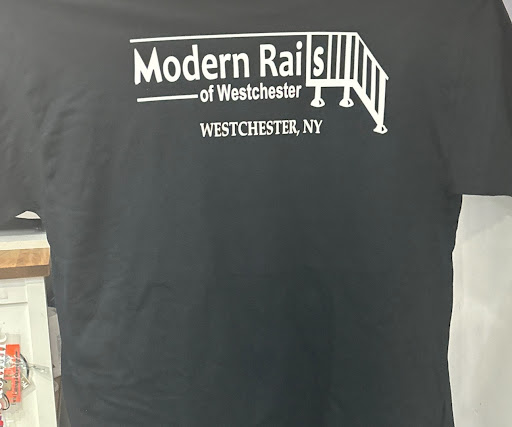 Modern Rails
of Westchester
WESTCHESTER, NY